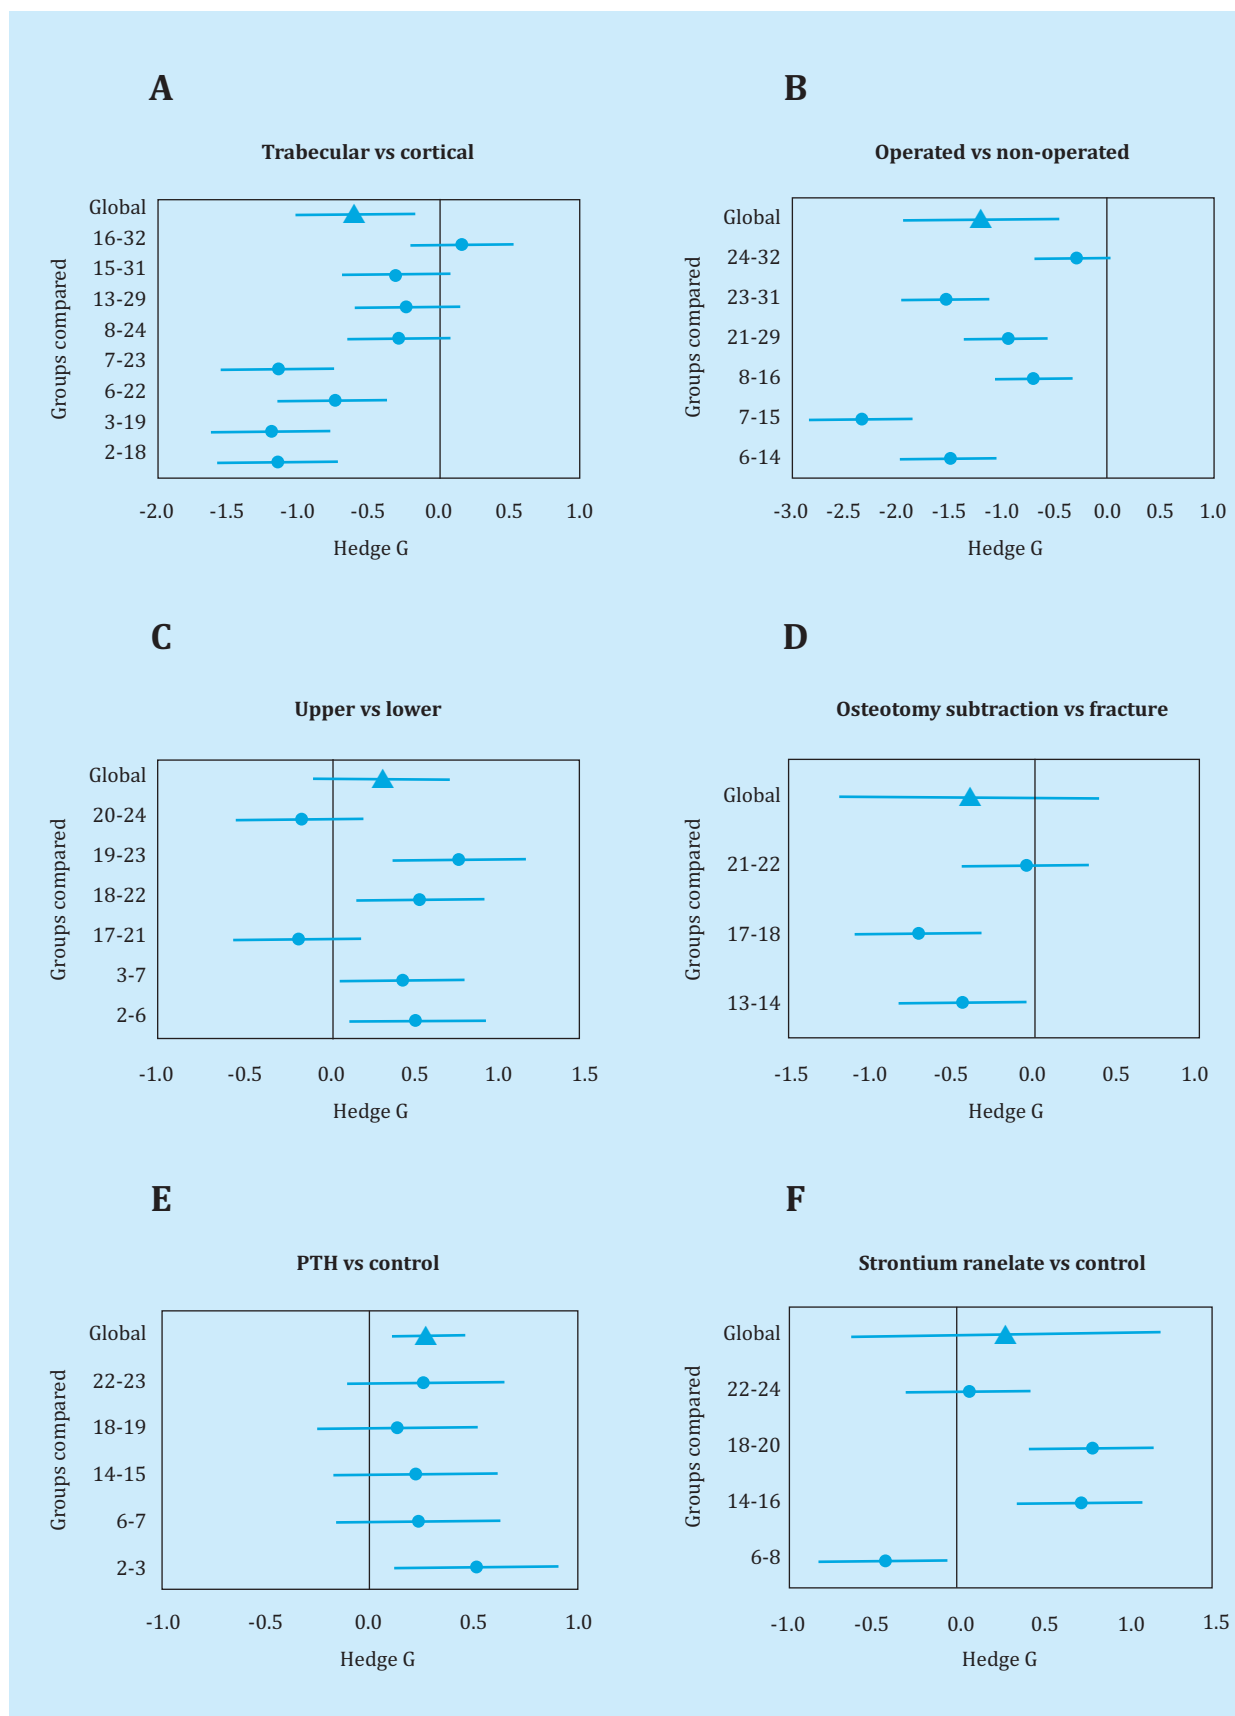 A
Trabecular vs cortical
Groups compared
Global
16-32
15-31
13-29
8-24
7-23
6-22
3-19
2-18
-2.0 -1.5 -1.0 -0.5 0.0 0.5 1.0
Hedge G
B
Operated vs non-operated
Groups compared
Global
24-32
23-31
21-29
8-16
7-15
6-14
-3.0 -2.5 -2.0 -1.5 -1.0 -0.5 0.0 0.5 1.0
Hedge G
C
Upper vs lower
Groups compared
Global
20-24
19-23
18-22
17-21
3-7
2-6
-1.0 -0.5 0.0 0.5 1.0 1.5
Hedge G
D
Osteotomy subtraction vs fracture
Groups compared
Global
21-22
17-18
13-14
-1.5 -1.0 -0.5 0.0 0.5 1.0
Hedge G
E
PTH vs control
Groups compared
Global
22-23
18-19
14-15
6-7
2-3
-1.0 -0.5 0.0 0.5 1.0
Hedge G
F
Strontium ranelate vs control
Groups compared
Global
22-24
18-20
14-16
6-8
-1.0 -0.5 0.0 0.5 1.0 1.5
Hedge G